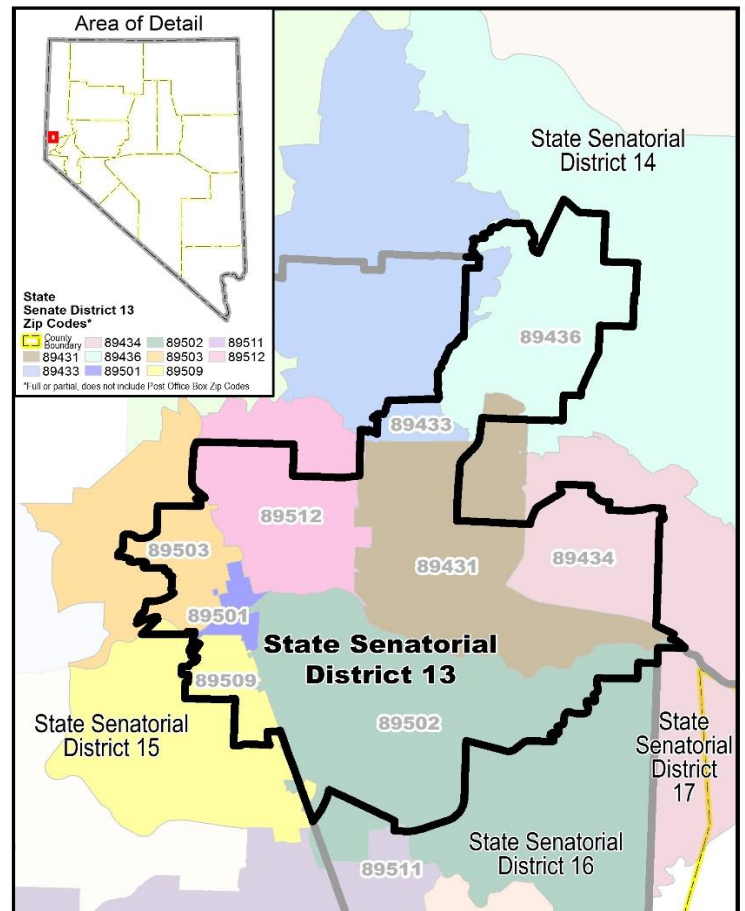 Area of Detail
State
Senate District 13
Zip Codes*
County
Boundary
89431
89433
89434
89436
89501
89502
89503
89509
89511
89512
*Full or partial, does not include Post Office Box Zip Codes
State Senatorial
District 14
89436
89433
89512
89503
89431
89434
89501
State Senatorial
District 13
89509
89502
State Senatorial
District 15
State
Senatorial
District
17
State Senatorial
District 16
89511